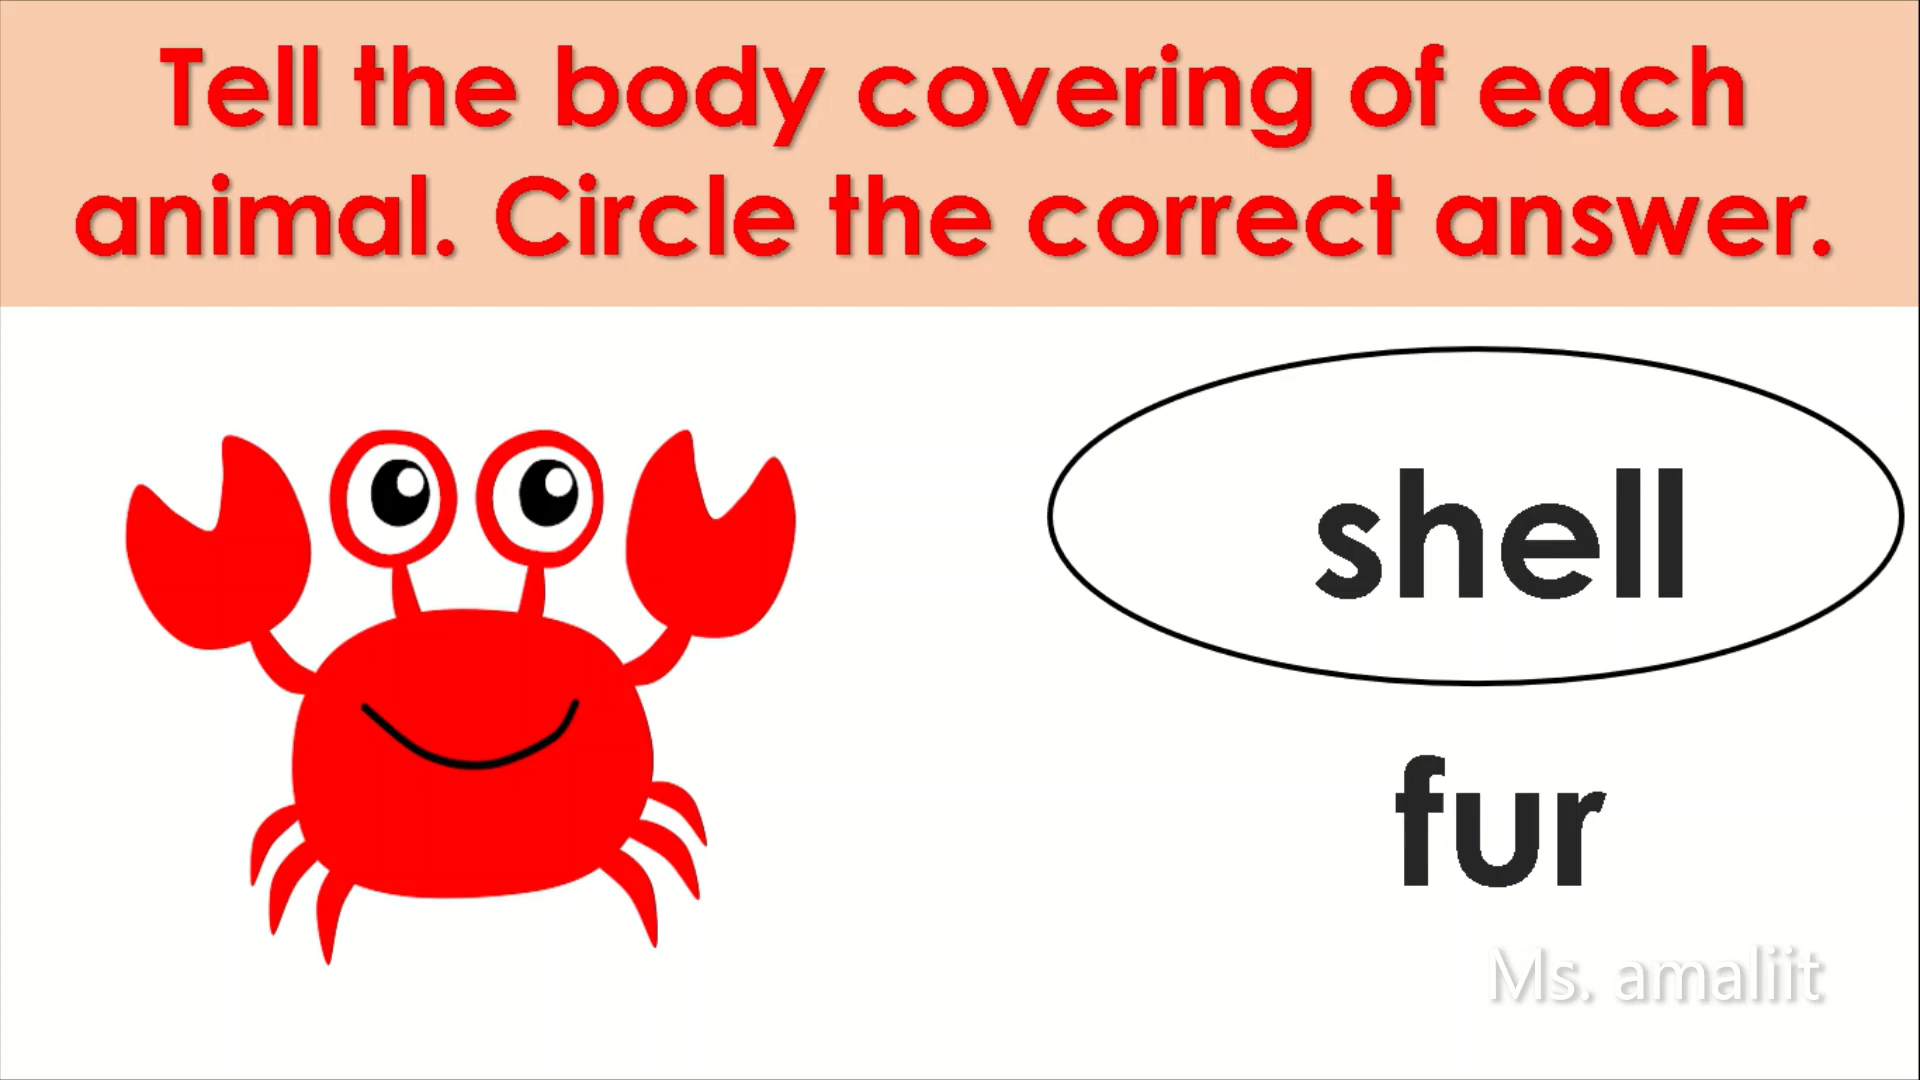 Tell the body covering of each
animal. Circle the correct answer.
shell
fur
Ms. amaliit